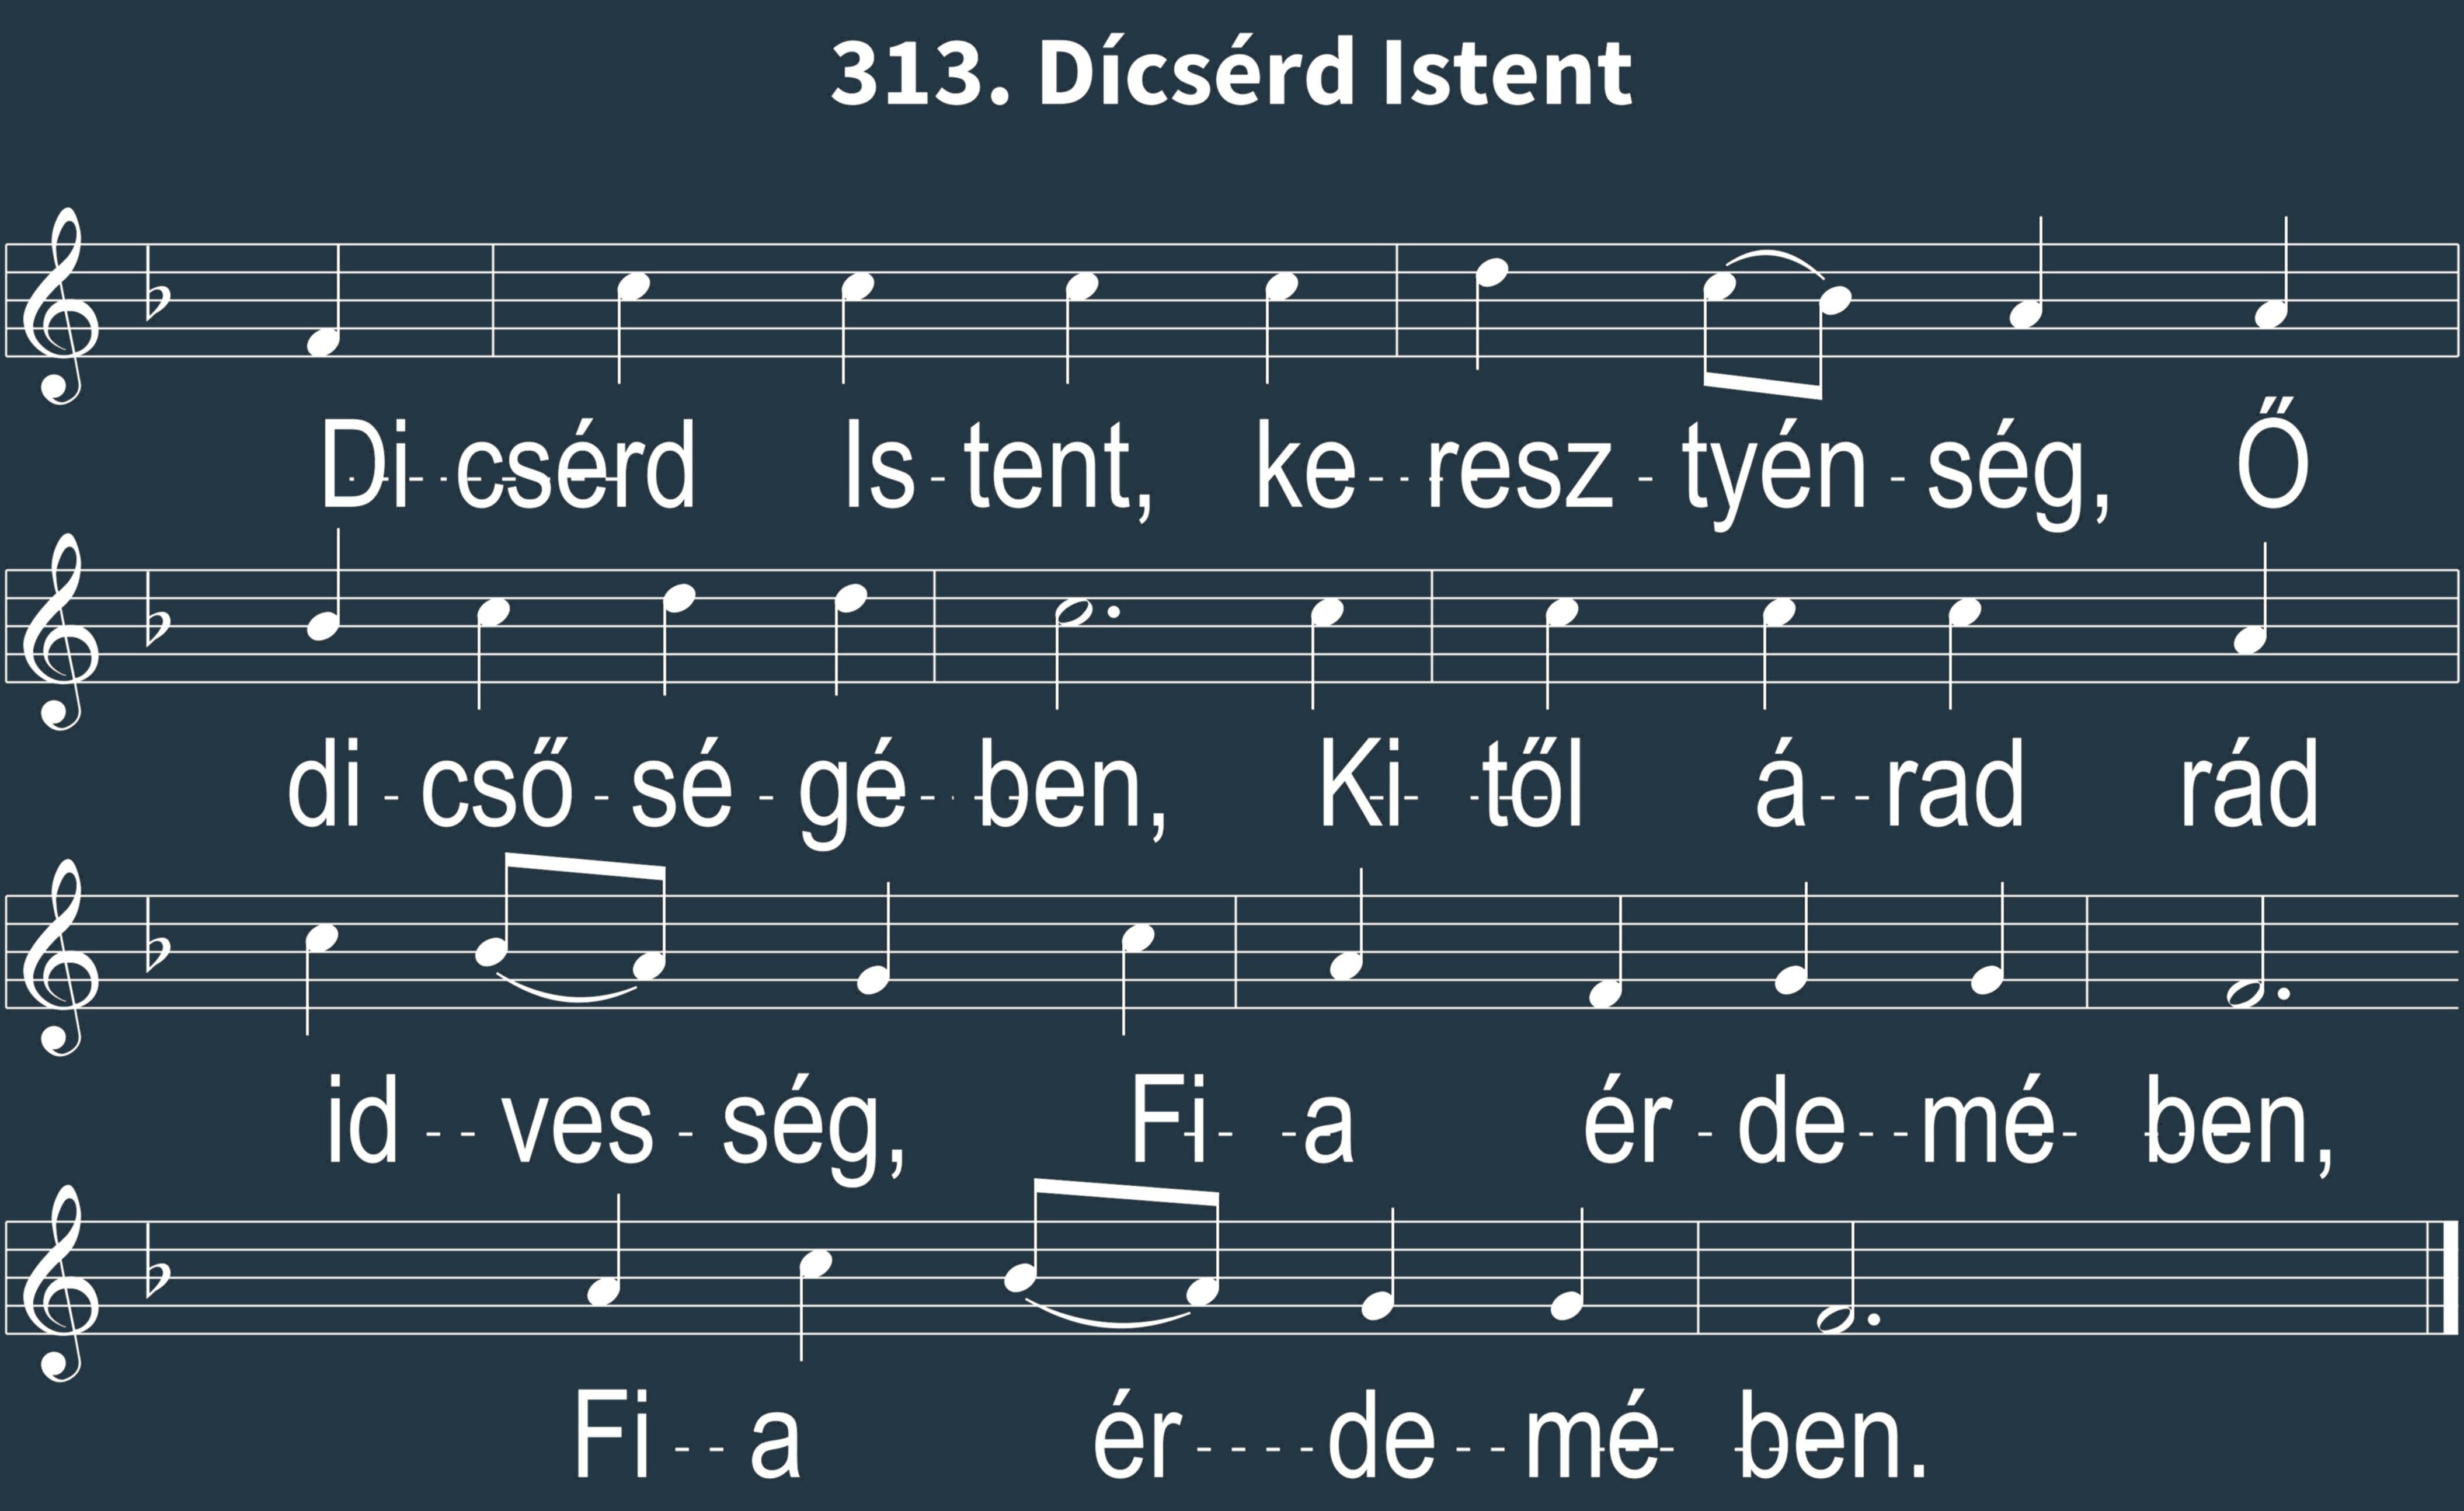 313. Dícsérd Istent
Di - csérd Is - tent, ke - resz - tyén - ség, Ő
di - cső - sé - gé - ben, Ki - től á - rad rád
id - ves - ség, Fi - a ér - de - mé - ben,
Fi - a ér - de - mé - ben.